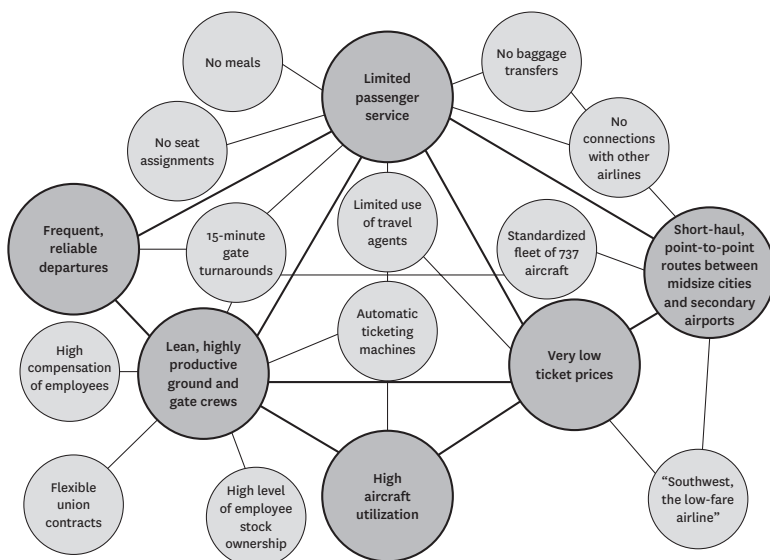 No meals
Limited
passenger
service
No baggage
transfers
No seat
assignments
No
connections
with other
airlines
Frequent,
reliable
departures
15-minute
gate
turnarounds
Limited use
of travel
agents
Standardized
fleet of 737
aircraft
Short-haul,
point-to-point
routes between
midsize cities
and secondary
airports
High
compensation
of employees
Lean, highly
productive
ground and
gate crews
Automatic
ticketing
machines
Very low
ticket prices
Flexible
union
contracts
High level
of employee
stock
ownership
High
aircraft
utilization
“Southwest,
the low-fare
airline”